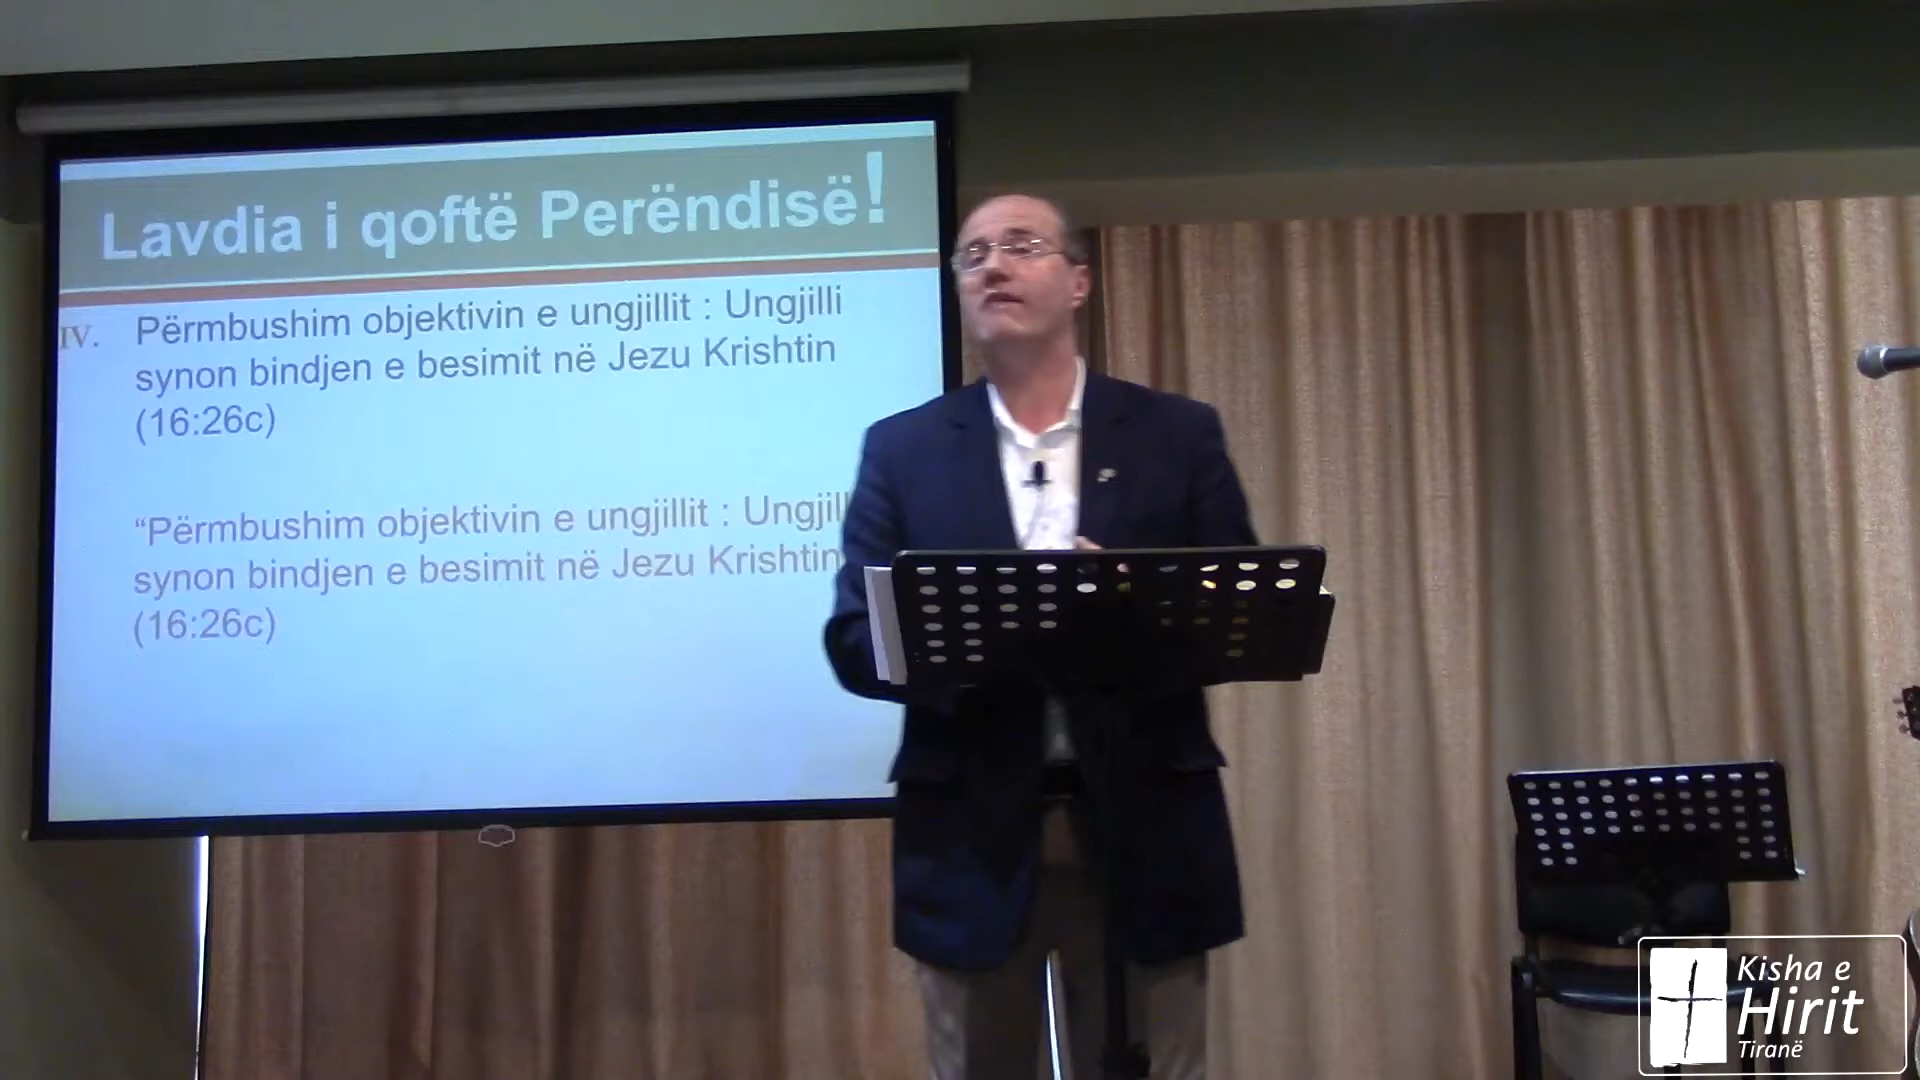 Lavdia i qoftë Perëndisë!
IV. Përmbushim objektivin e ungjillit : Ungjilli
synon bindjen e besimit në Jezu Krishtin
(16:26c)
“Përmbushim objektivin e ungjillit : Ungjill
synon bindjen e besimit në Jezu Krishtin
(16:26c)
Kisha e
Hirit
Tiranë